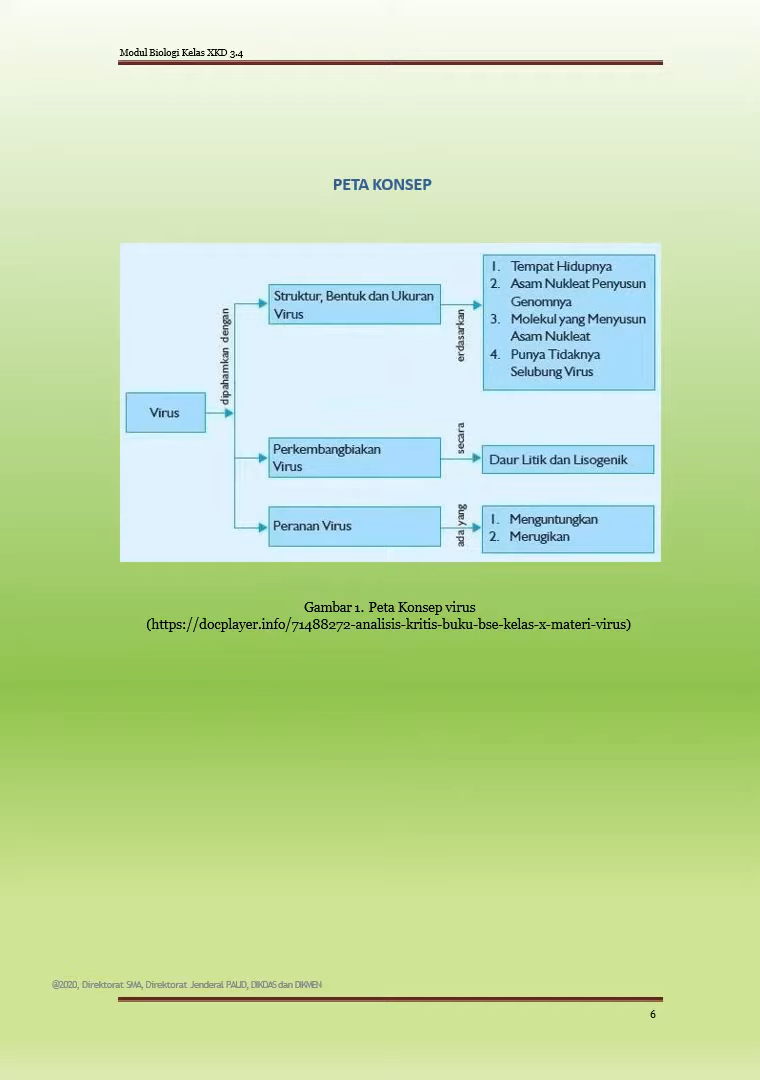 Modul Biologi Kelas XKD 3.4
PETA KONSEP
Virus
dipahamkan dengan
Struktur, Bentuk dan Ukuran
Virus
erdasarkan
1. Tempat Hidupnya
2. Asam Nukleat Penyusun
Genomnya
3. Molekul yang Menyusun
Asam Nukleat
4. Punya Tidaknya
Selubung Virus
Perkembangbiakan
Virus
secara
Daur Litik dan Lisogenik
Peranan Virus
ada yang
1. Menguntungkan
2. Merugikan
Gambar 1. Peta Konsep virus
(https://docplayer.info/71488272-analisis-kritis-buku-bse-kelas-x-materi-virus)
@2020, Direktorat SMA, Direktorat Jenderal PAUD, DIKDAS dan DIKMEN
6